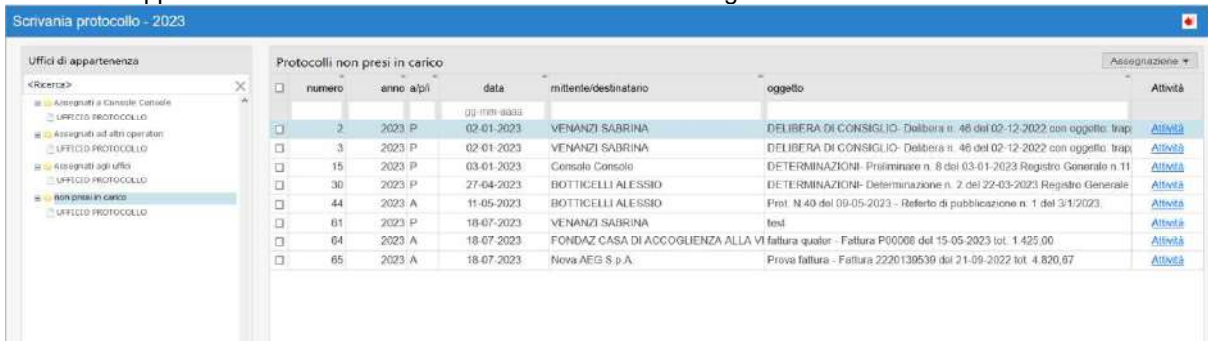 Scrivania protocollo - 2023
Uffici di appartenenza
<Ricerca>
Assegnati a Console Console
UFFICIO PROTOCOLLO
Assegnati ad altri operatori
UFFICIO PROTOCOLLO
Assegnati agli uffici
UFFICIO PROTOCOLLO
non presi in carico
UFFICIO PROTOCOLLO
Protocolli non presi in carico
Assegnazione
numero anno a/p/i data mittente/destinatario oggetto Attività
gg-mm-aaaa
2 2023 P 02-01-2023 VENANZI SABRINA DELIBERA DI CONSIGLIO- Delibera n. 46 del 02-12-2022 con oggetto: trap Attività
3 2023 P 02-01-2023 VENANZI SABRINA DELIBERA DI CONSIGLIO- Delibera n. 46 del 02-12-2022 con oggetto: trap Attività
15 2023 P 03-01-2023 Console Console DETERMINAZIONI- Preliminare n. 8 del 03-01-2023 Registro Generale n.11 Attività
30 2023 P 27-04-2023 BOTTICELLI ALESSIO DETERMINAZIONI- Determinazione n. 2 del 22-03-2023 Registro Generale Attività
44 2023 A 11-05-2023 BOTTICELLI ALESSIO Prot. N.40 del 09-05-2023 - Referto di pubblicazione n. 1 del 3/1/2023. Attività
61 2023 P 18-07-2023 VENANZI SABRINA test Attività
64 2023 A 18-07-2023 FONDAZ CASA DI ACCOGLIENZA ALLA VI fattura quater - Fattura P00008 del 15-05-2023 tot. 1.425,00 Attività
65 2023 A 18-07-2023 Nova AEG S.p.A. Prova fattura - Fattura 2220139539 del 21-09-2022 tot. 4.820,67 Attività